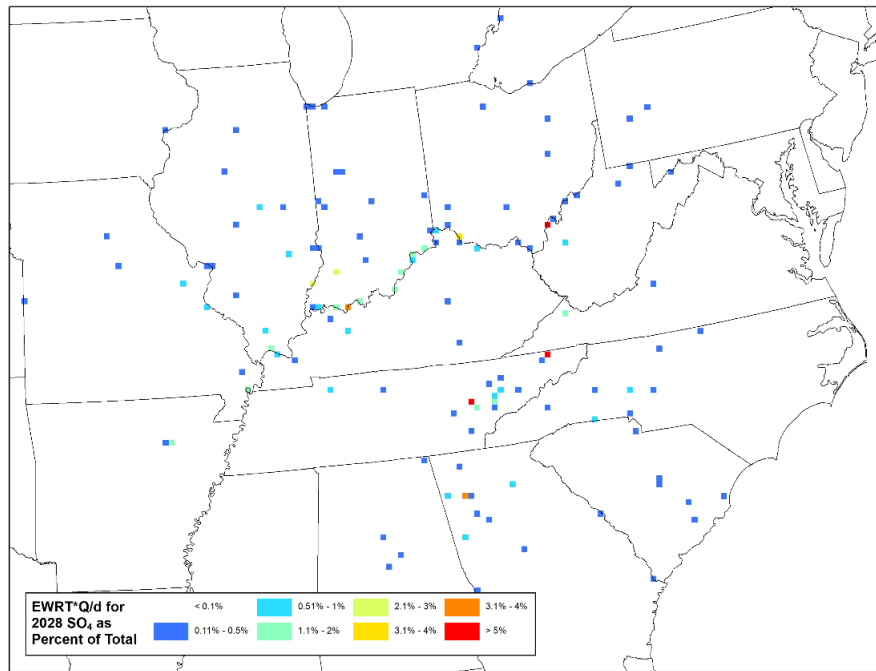 EWRT*Q/d for
2028 SO₄ as
Percent of Total
< 0.1%
0.11% - 0.5%
0.51% - 1%
1.1% - 2%
2.1% - 3%
3.1% - 4%
3.1% - 4%
> 5%